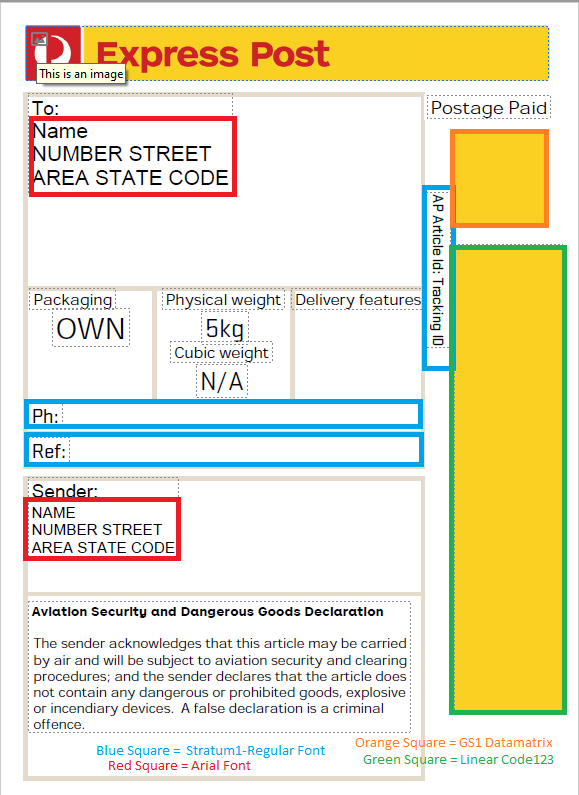 Express Post
This is an image
To:
Name
NUMBER STREET
AREA STATE CODE
Postage Paid
AP Article Id: Tracking ID
Packaging
OWN
Physical weight
5kg
Cubic weight
N/A
Delivery features
Ph:
Ref:
Sender:
NAME
NUMBER STREET
AREA STATE CODE
Aviation Security and Dangerous Goods Declaration
The sender acknowledges that this article may be carried
by air and will be subject to aviation security and clearing
procedures; and the sender declares that the article does
not contain any dangerous or prohibited goods, explosive
or incendiary devices. A false declaration is a criminal
offence.
Blue Square = Stratum1-Regular Font
Red Square = Arial Font
Orange Square = GS1 Datamatrix
Green Square = Linear Code123